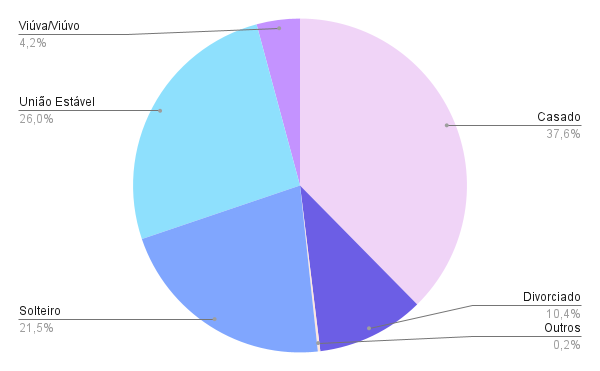 Viúva/Viúvo
4,2%
União Estável
26,0%
Solteiro
21,5%
Casado
37,6%
Divorciado
10,4%
Outros
0,2%